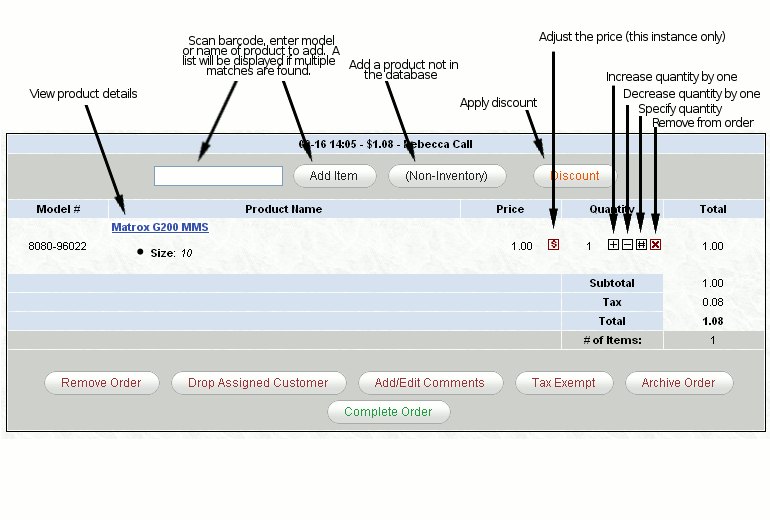 Adjust the price (this instance only)
Scan barcode, enter model
or name of product to add.  A
list will be displayed if multiple
matches are found.
Add a product not in
the database
Increase quantity by one
View product details
Apply discount
Decrease quantity by one
Specify quantity
Remove from order
-16 14:05 - $1.08 - Rebecca Call
Add Item
(Non-Inventory)
Discount
Model # Product Name Price Quantity Total
Matrox G200 MMS
8080-96022 1.00 $ 1 + − # x 1.00
• Size: 10
Subtotal 1.00
Tax 0.08
Total 1.08
# of Items: 1
Remove Order Drop Assigned Customer Add/Edit Comments Tax Exempt Archive Order
Complete Order